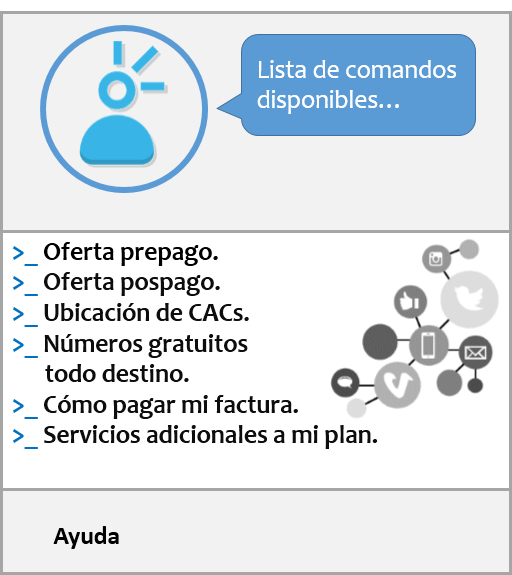 Lista de comandos
disponibles...
>_ Oferta prepago.
>_ Oferta pospago.
>_ Ubicación de CACs.
>_ Números gratuitos
todo destino.
>_ Cómo pagar mi factura.
>_ Servicios adicionales a mi plan.
Ayuda